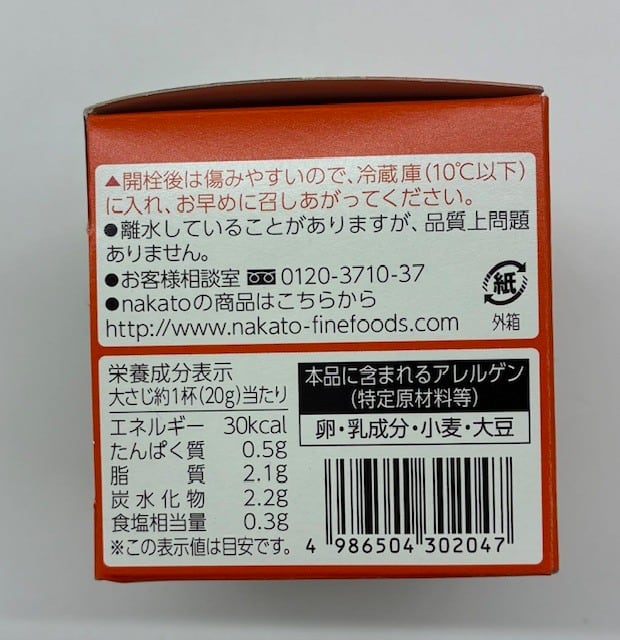 ▲開栓後は傷みやすいので、冷蔵庫(10℃以下)
に入れ、お早めに召しあがってください。
●離水していることがありますが、品質上問題
ありません。
●お客様相談室 0120-3710-37
●nakatoの商品はこちらから
http://www.nakato-finefoods.com
紙
外箱
栄養成分表示
大さじ約1杯(20g)当たり
エネルギー 30kcal
たんぱく質 0.5g
脂質 2.1g
炭水化物 2.2g
食塩相当量 0.3g
※この表示値は目安です。
本品に含まれるアレルゲン
(特定原材料等)
卵・乳成分・小麦・大豆
4 986504 302047